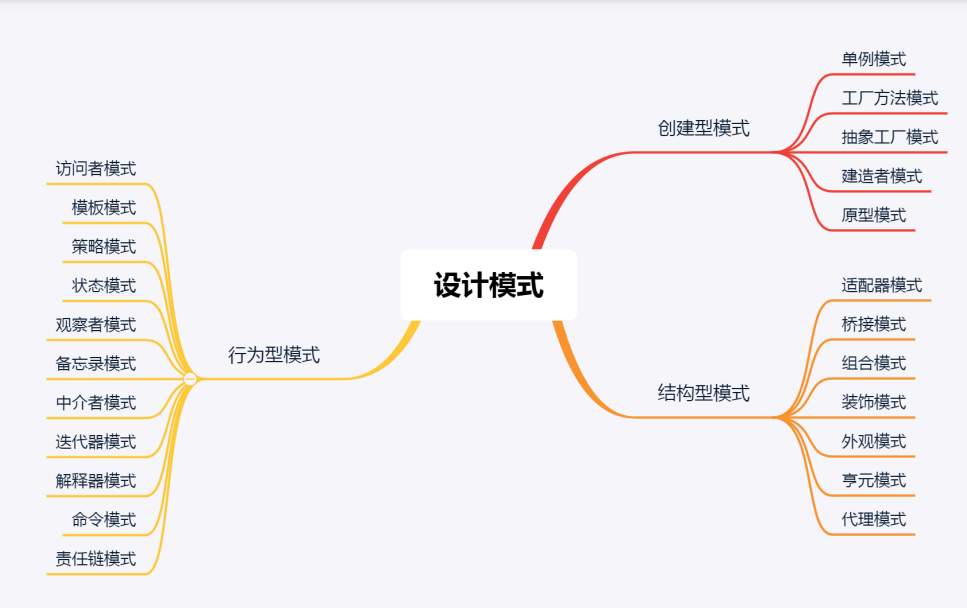 设计模式
创建型模式
单例模式
工厂方法模式
抽象工厂模式
建造者模式
原型模式
结构型模式
适配器模式
桥接模式
组合模式
装饰模式
外观模式
亨元模式
代理模式
行为型模式
访问者模式
模板模式
策略模式
状态模式
观察者模式
备忘录模式
中介者模式
迭代器模式
解释器模式
命令模式
责任链模式